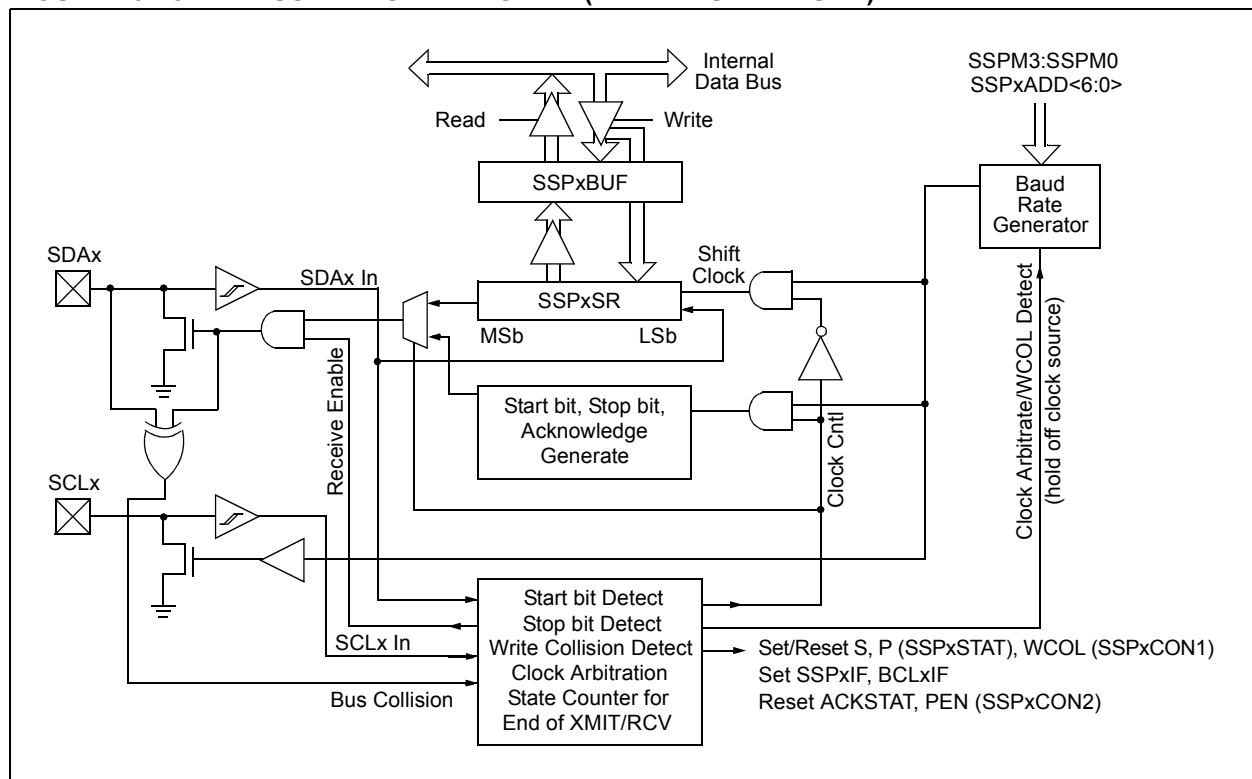 Internal
Data Bus
SSPM3:SSPM0
SSPxADD<6:0>
Read
Write
SSPxBUF
Baud
Rate
Generator
SDAx
SDAx In
Shift
Clock
SSPxSR
MSb
LSb
Start bit, Stop bit,
Acknowledge
Generate
Receive Enable
Clock Cntl
Clock Arbitrate/WCOL Detect
(hold off clock source)
SCLx
SCLx In
Bus Collision
Start bit Detect
Stop bit Detect
Write Collision Detect
Clock Arbitration
State Counter for
End of XMIT/RCV
Set/Reset S, P (SSPxSTAT), WCOL (SSPxCON1)
Set SSPxIF, BCLxIF
Reset ACKSTAT, PEN (SSPxCON2)